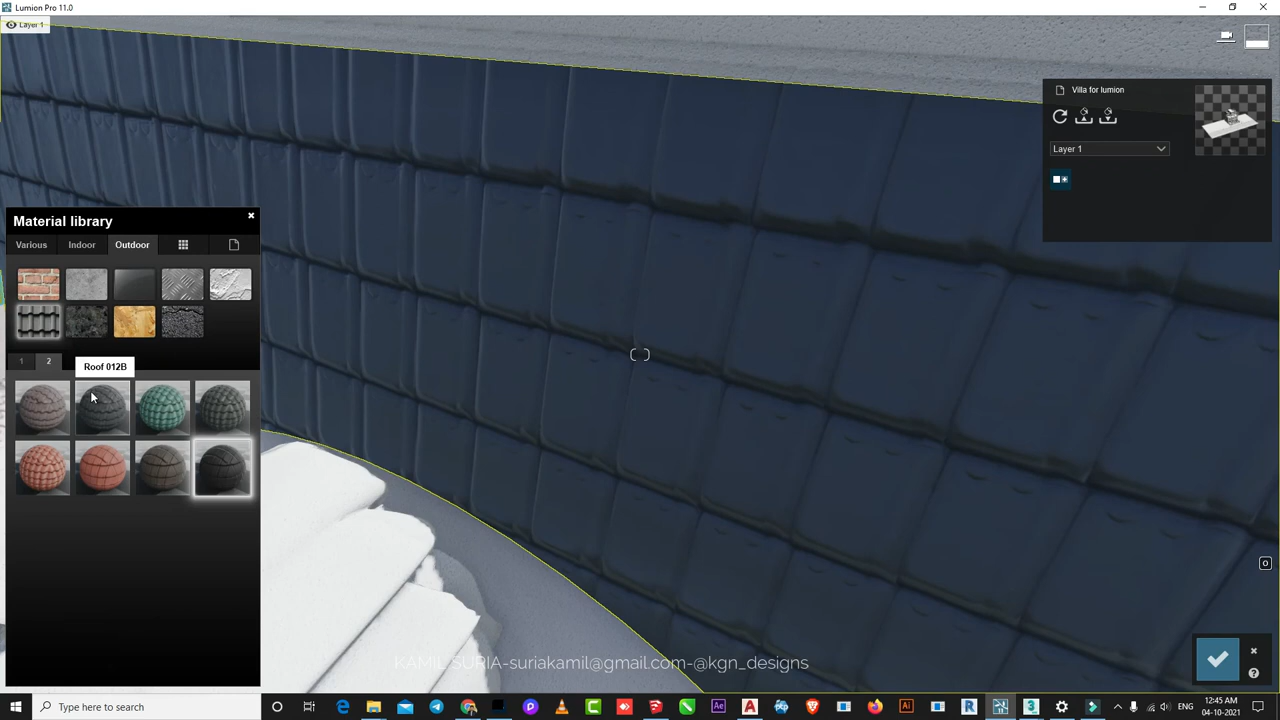 Lumion Pro 11.0
Layer 1
Villa for lumion
Layer 1
Material library
Various Indoor Outdoor
1 2
Roof 012B
KAMIL SURIA-suriakamil@gmail.com-@kgn_designs
Type here to search
ENG
12:45 AM
04-10-2021